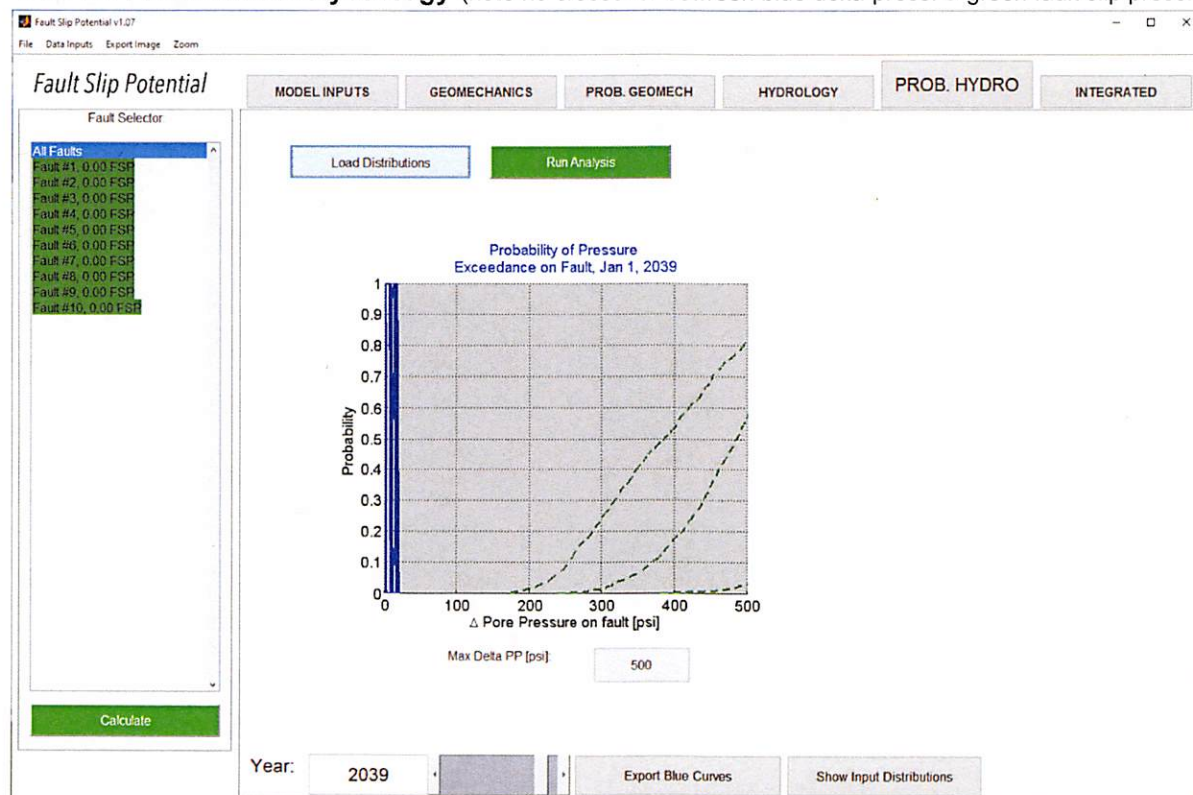 Fault Slip Potential v1.07
File Data Inputs Export Image Zoom
Fault Slip Potential
MODEL INPUTS GEOMECHANICS PROB. GEOMECH HYDROLOGY PROB. HYDRO INTEGRATED
Fault Selector
All Faults
Fault #1, 0.00 FSP
Fault #2, 0.00 FSP
Fault #3, 0.00 FSP
Fault #4, 0.00 FSP
Fault #5, 0.00 FSP
Fault #6, 0.00 FSP
Fault #7, 0.00 FSP
Fault #8, 0.00 FSP
Fault #9, 0.00 FSP
Fault #10, 0.00 FSP
Calculate
Load Distributions Run Analysis
Probability of Pressure
Exceedance on Fault, Jan 1, 2039
Probability
1
0.9
0.8
0.7
0.6
0.5
0.4
0.3
0.2
0.1
0
0 100 200 300 400 500
Δ Pore Pressure on fault [psi]
Max Delta PP [psi]: 500
Year: 2039 Export Blue Curves Show Input Distributions